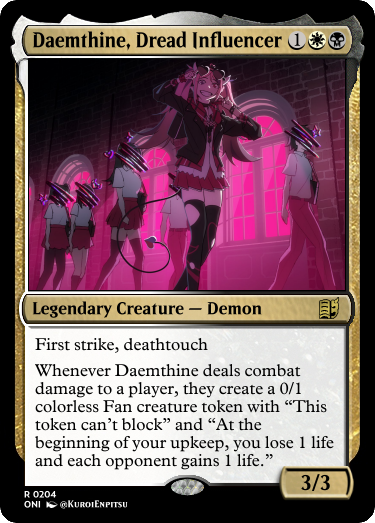 Daemthine, Dread Influencer 1
Legendary Creature — Demon
First strike, deathtouch
Whenever Daemthine deals combat
damage to a player, they create a 0/1
colorless Fan creature token with “This
token can’t block” and “At the
beginning of your upkeep, you lose 1 life
and each opponent gains 1 life.”
3/3
R 0204
ONI @KuroiEnpitsu